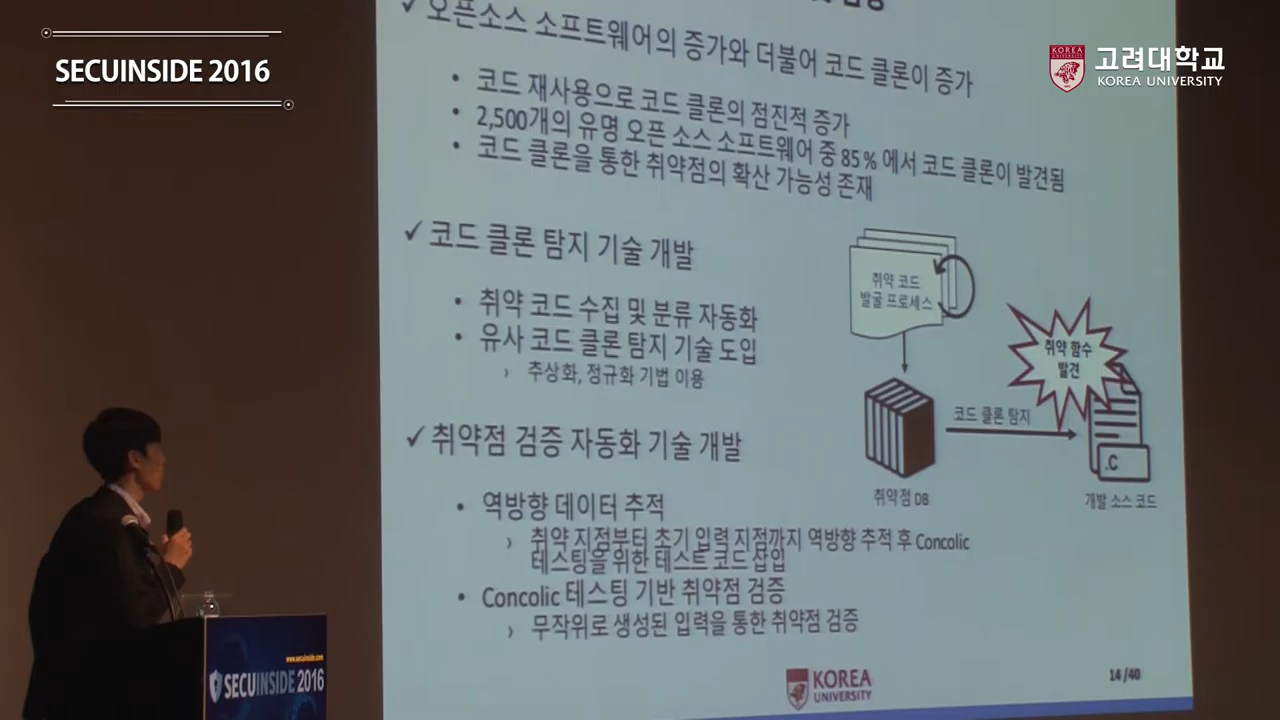 SECUINSIDE 2016
KOREA
고려대학교
KOREA UNIVERSITY
✓ 오픈소스 소프트웨어의 증가와 더불어 코드 클론이 증가
• 코드 재사용으로 코드 클론의 점진적 증가
• 2,500개의 유명 오픈 소스 소프트웨어 중 85 % 에서 코드 클론이 발견됨
• 코드 클론을 통한 취약점의 확산 가능성 존재
✓ 코드 클론 탐지 기술 개발
• 취약 코드 수집 및 분류 자동화
• 유사 코드 클론 탐지 기술 도입
› 추상화, 정규화 기법 이용
취약 코드
발굴 프로세스
취약 함수
발견
코드 클론 탐지
.C
취약점 DB
개발 소스 코드
✓ 취약점 검증 자동화 기술 개발
• 역방향 데이터 추적
› 취약 지점부터 초기 입력 지점까지 역방향 추적 후 Concolic
테스팅을 위한 테스트 코드 삽입
• Concolic 테스팅 기반 취약점 검증
› 무작위로 생성된 입력을 통한 취약점 검증
KOREA
UNIVERSITY
14 /40
www.secuinside.com
SECUINSIDE 2016